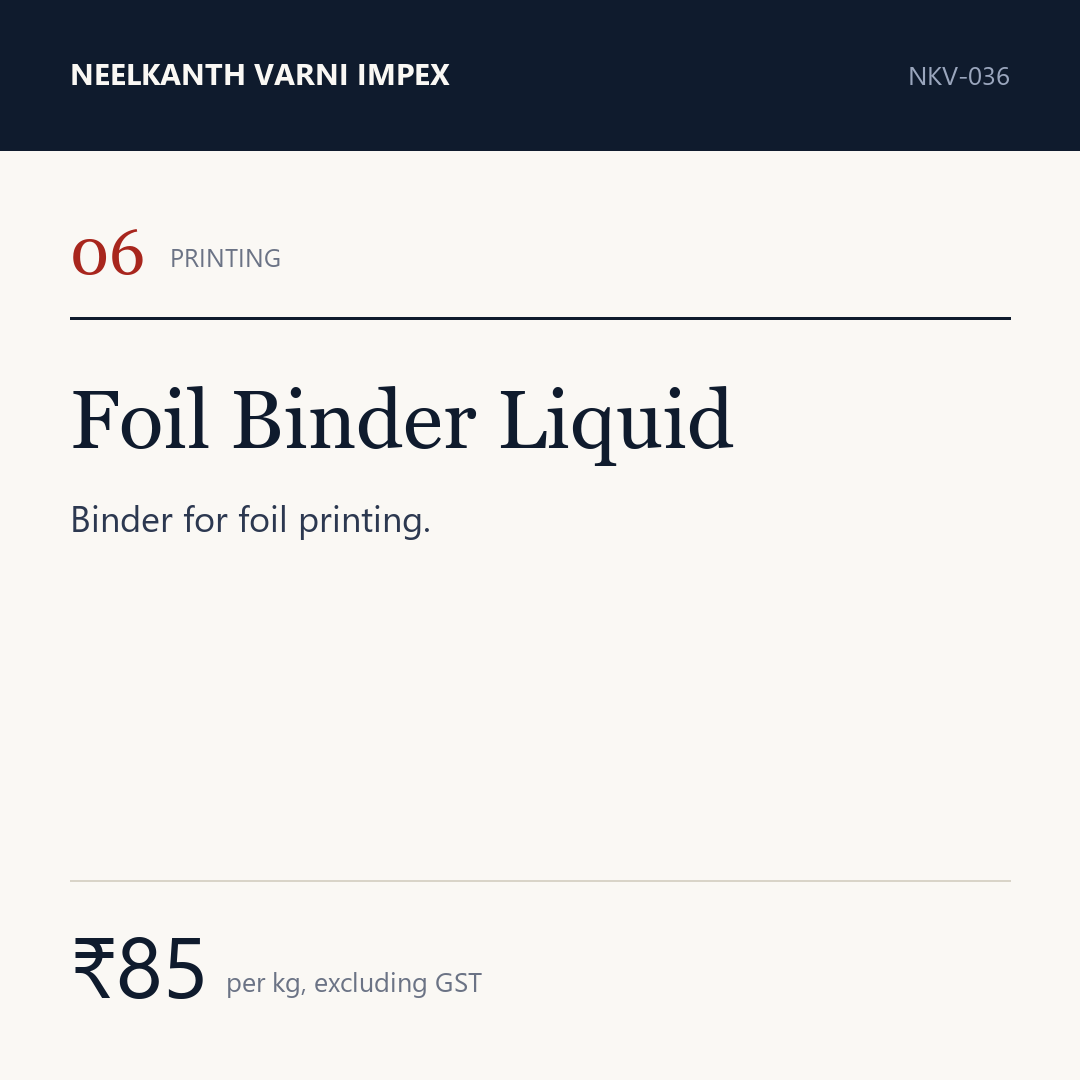 NEELKANTH VARNI IMPEX
NKV-036
06 PRINTING
Foil Binder Liquid
Binder for foil printing.
₹85 per kg, excluding GST